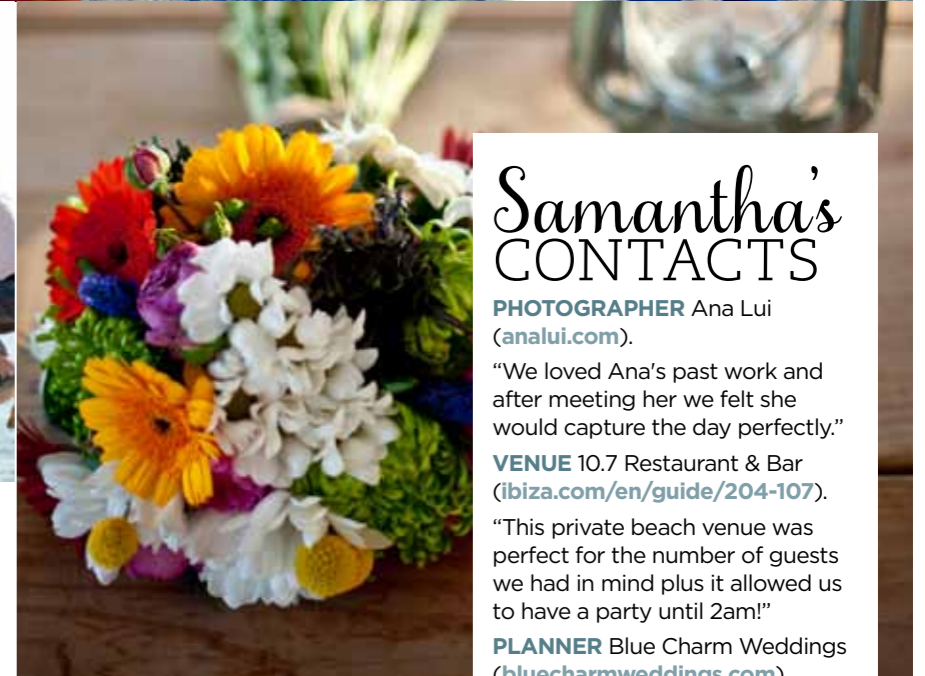 Samantha's
CONTACTS
PHOTOGRAPHER Ana Lui
(analui.com).
“We loved Ana's past work and
after meeting her we felt she
would capture the day perfectly.”
VENUE 10.7 Restaurant & Bar
(ibiza.com/en/guide/204-107).
“This private beach venue was
perfect for the number of guests
we had in mind plus it allowed us
to have a party until 2am!”
PLANNER Blue Charm Weddings
(bluecharmweddings.com)